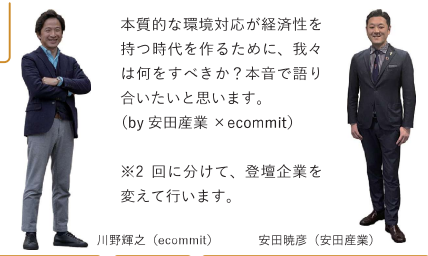 本質的な環境対応が経済性を
持つ時代を作るために、我々
は何をすべきか？本音で語り
合いたいと思います。
（by 安田産業 ×ecommit）
※2 回に分けて、登壇企業を
変えて行います。
川野輝之（ecommit）
安田暁彦（安田産業）